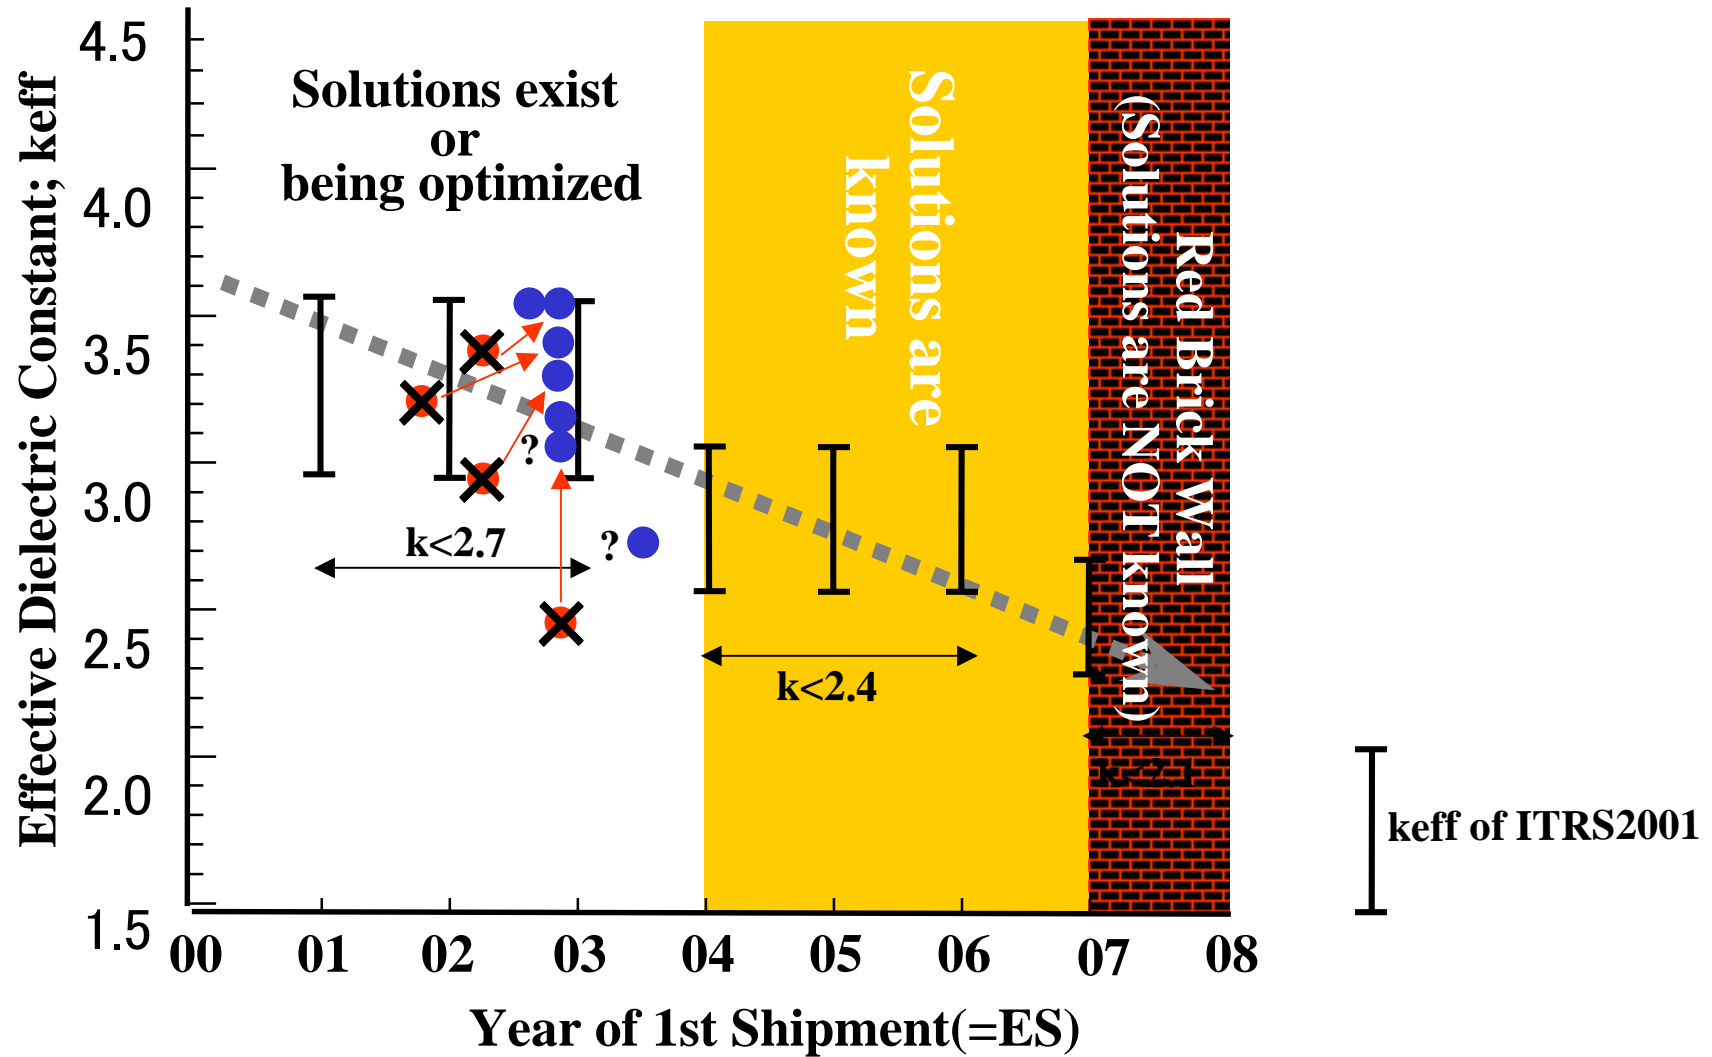 4.5
4.0
3.5
3.0
2.5
2.0
1.5
Effective Dielectric Constant; keff
Solutions exist
or
being optimized
Solutions are
known
Red Brick Wall
(Solutions are NOT known)
?
?
k<2.7
k<2.4
k<2.1
keff of ITRS2001
00 01 02 03 04 05 06 07 08
Year of 1st Shipment(=ES)